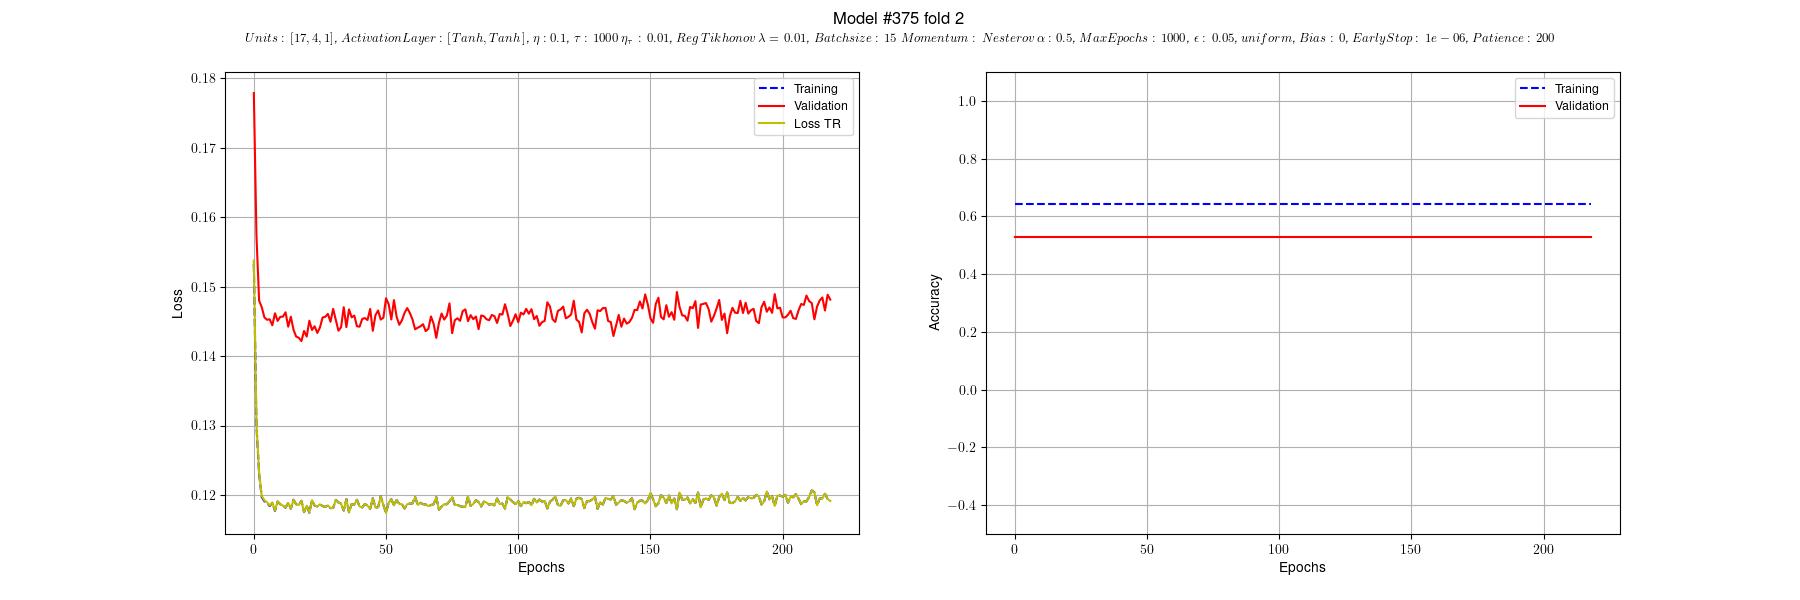 Model #375 fold 2
Units : [17, 4, 1], ActivationLayer : [Tanh, Tanh], η : 0.1, τ : 1000 ητ : 0.01, Reg Tikhonov λ = 0.01, Batchsize : 15 Momentum : Nesterov α : 0.5, MaxEpochs : 1000, ϵ : 0.05, uniform, Bias : 0, EarlyStop : 1e − 06, Patience : 200
0.18
0.17
0.16
0.15
0.14
0.13
0.12
Loss
0
50
100
150
200
Epochs
Training
Validation
Loss TR
1.0
0.8
0.6
0.4
0.2
0.0
−0.2
−0.4
Accuracy
0
50
100
150
200
Epochs
Training
Validation